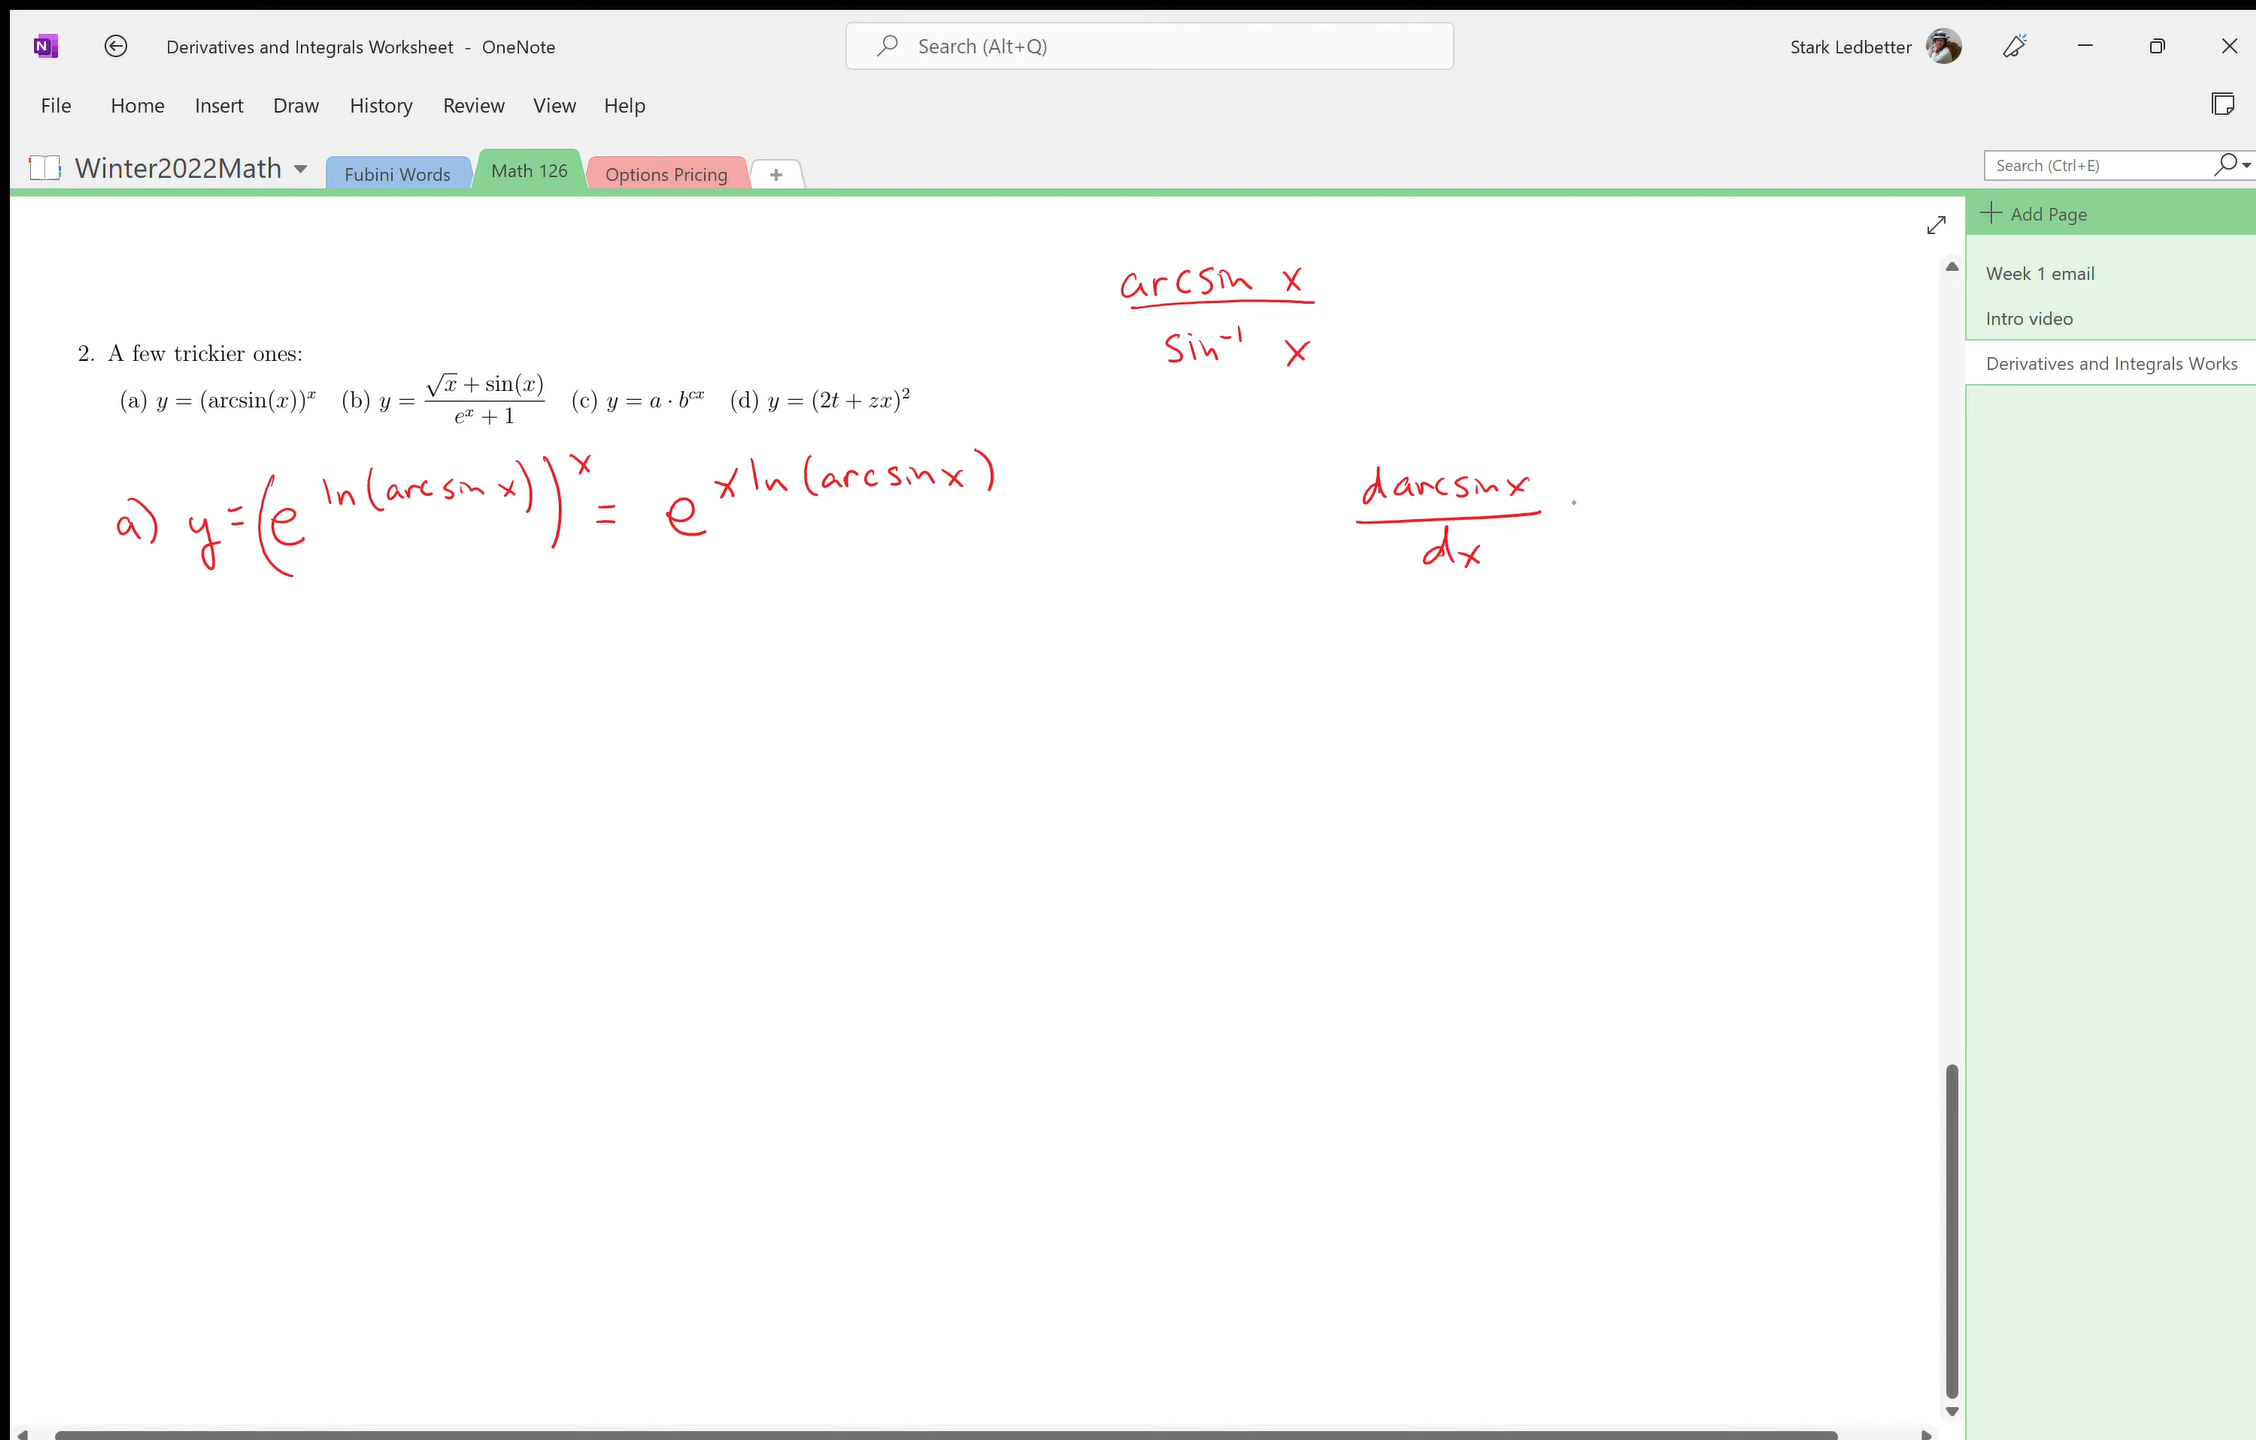 Derivatives and Integrals Worksheet - OneNote
Search (Alt+Q)
Stark Ledbetter
File Home Insert Draw History Review View Help
Winter2022Math Fubini Words Math 126 Options Pricing +
Search (Ctrl+E)
Add Page
Week 1 email
Intro video
Derivatives and Integrals Works
arcsin x
sin⁻¹ x
2. A few trickier ones:
(a) y = (arcsin(x))^x (b) y = (√x + sin(x))/(e^x + 1) (c) y = a · b^{cx} (d) y = (2t + zx)²
a) y = (e^{ln(arcsin x)})^x = e^{x ln(arcsin x)}
d arcsin x
dx